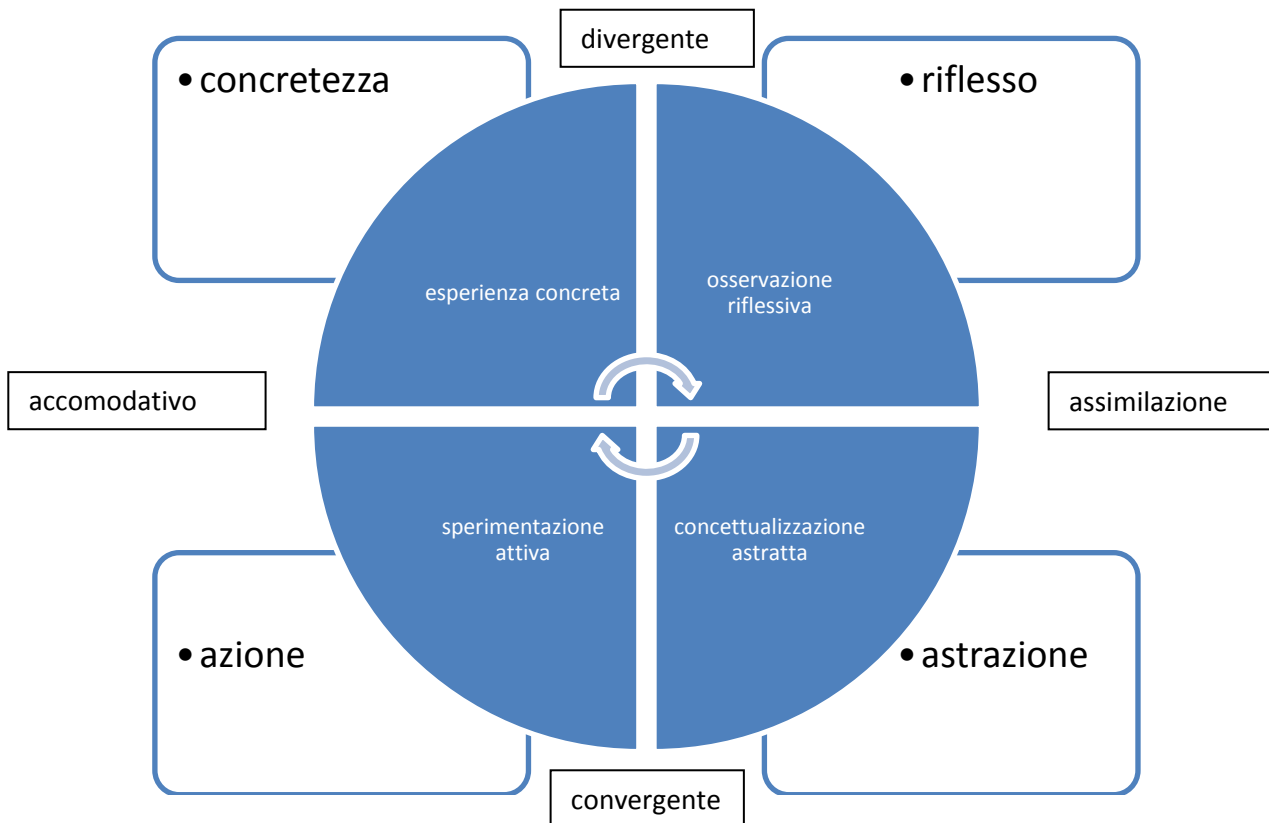 divergente
• concretezza
• riflesso
esperienza concreta
osservazione
riflessiva
accomodativo
assimilazione
sperimentazione
attiva
concettualizzazione
astratta
• azione
• astrazione
convergente